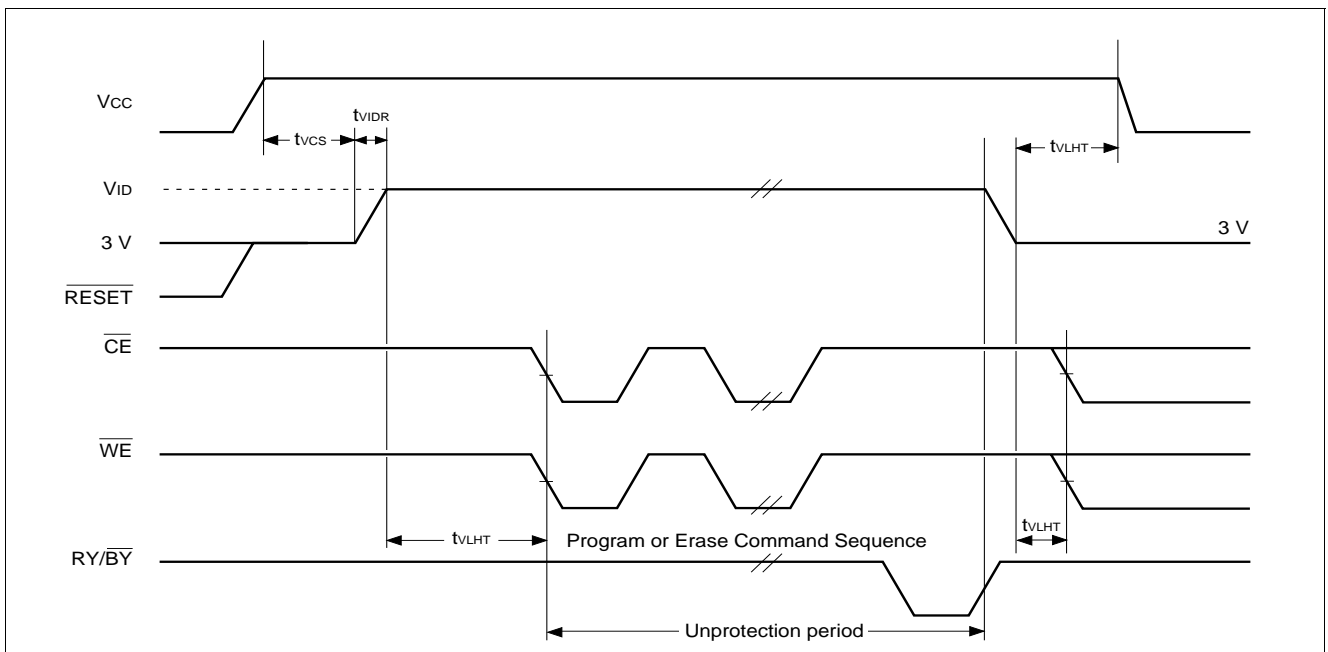 VCC
tVIDR
tVCS
tVLHT
VID
3 V
3 V
RESET
CE
WE
tVLHT
Program or Erase Command Sequence
tVLHT
RY/BY
Unprotection period